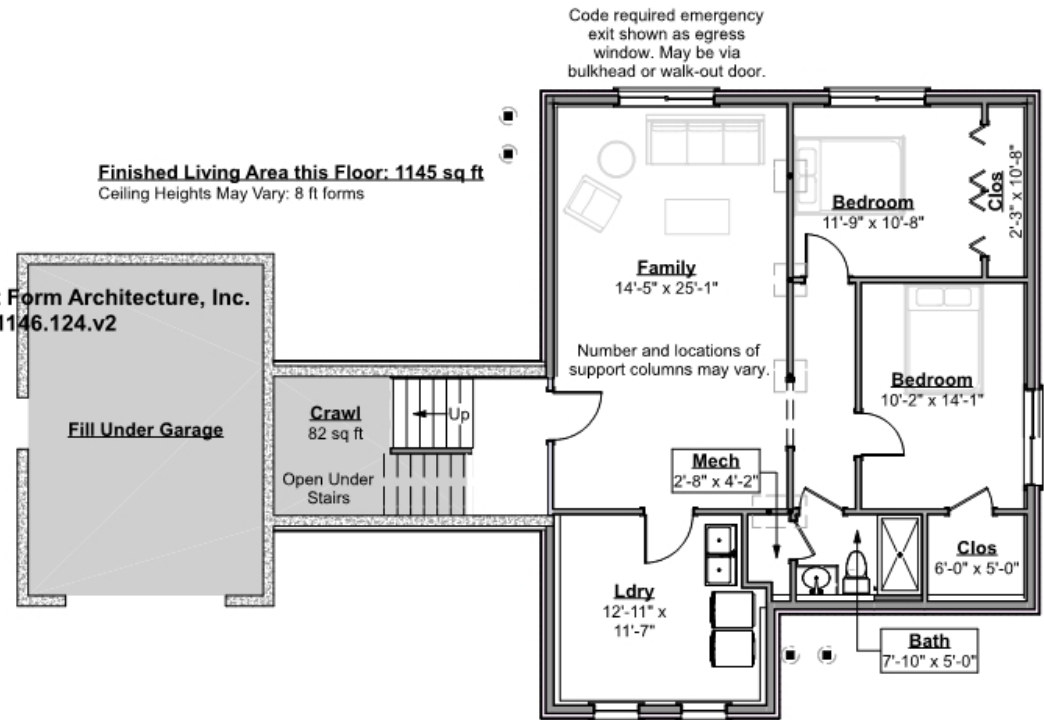 Code required emergency
exit shown as egress
window. May be via
bulkhead or walk-out door.
Finished Living Area this Floor: 1145 sq ft
Ceiling Heights May Vary: 8 ft forms
Bedroom
11'-9" x 10'-8"
Clos
2'-3" x 10'-8"
Family
14'-5" x 25'-1"
Form Architecture, Inc.
1146.124.v2
Number and locations of
support columns may vary.
Bedroom
10'-2" x 14'-1"
Fill Under Garage
Crawl
82 sq ft
Up
Open Under
Stairs
Mech
2'-8" x 4'-2"
Clos
6'-0" x 5'-0"
Ldry
12'-11" x
11'-7"
Bath
7'-10" x 5'-0"